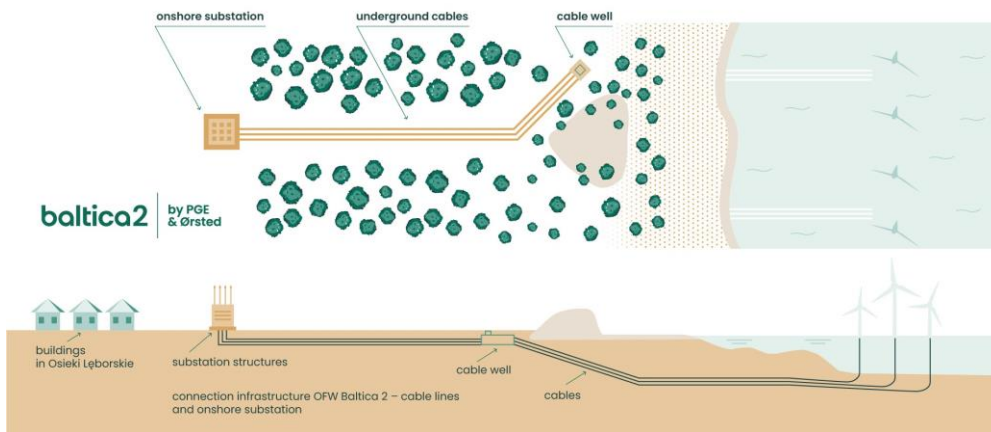 onshore substation
underground cables
cable well
baltica2
by PGE
& Ørsted
buildings
in Osieki Lęborskie
substation structures
cable well
cables
connection infrastructure OFW Baltica 2 – cable lines
and onshore substation